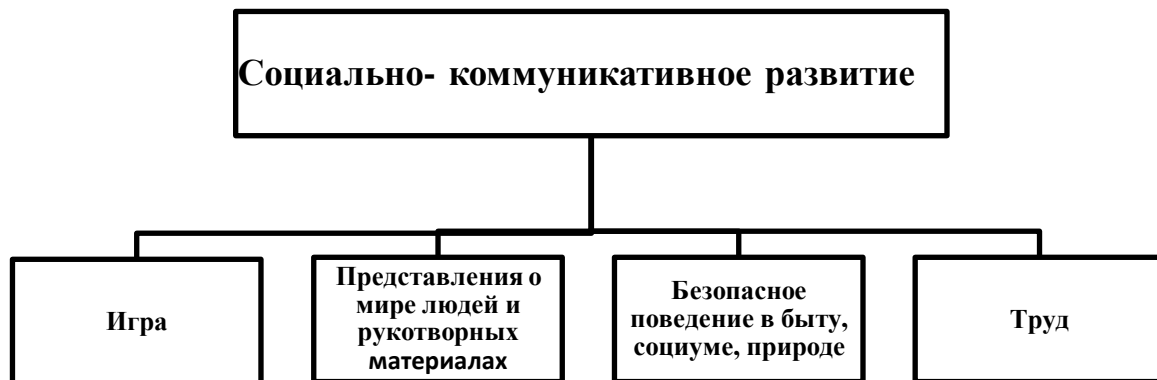 Социально- коммуникативное развитие
Игра
Представления о
мире людей и
рукотворных
материалах
Безопасное
поведение в быту,
социуме, природе
Труд